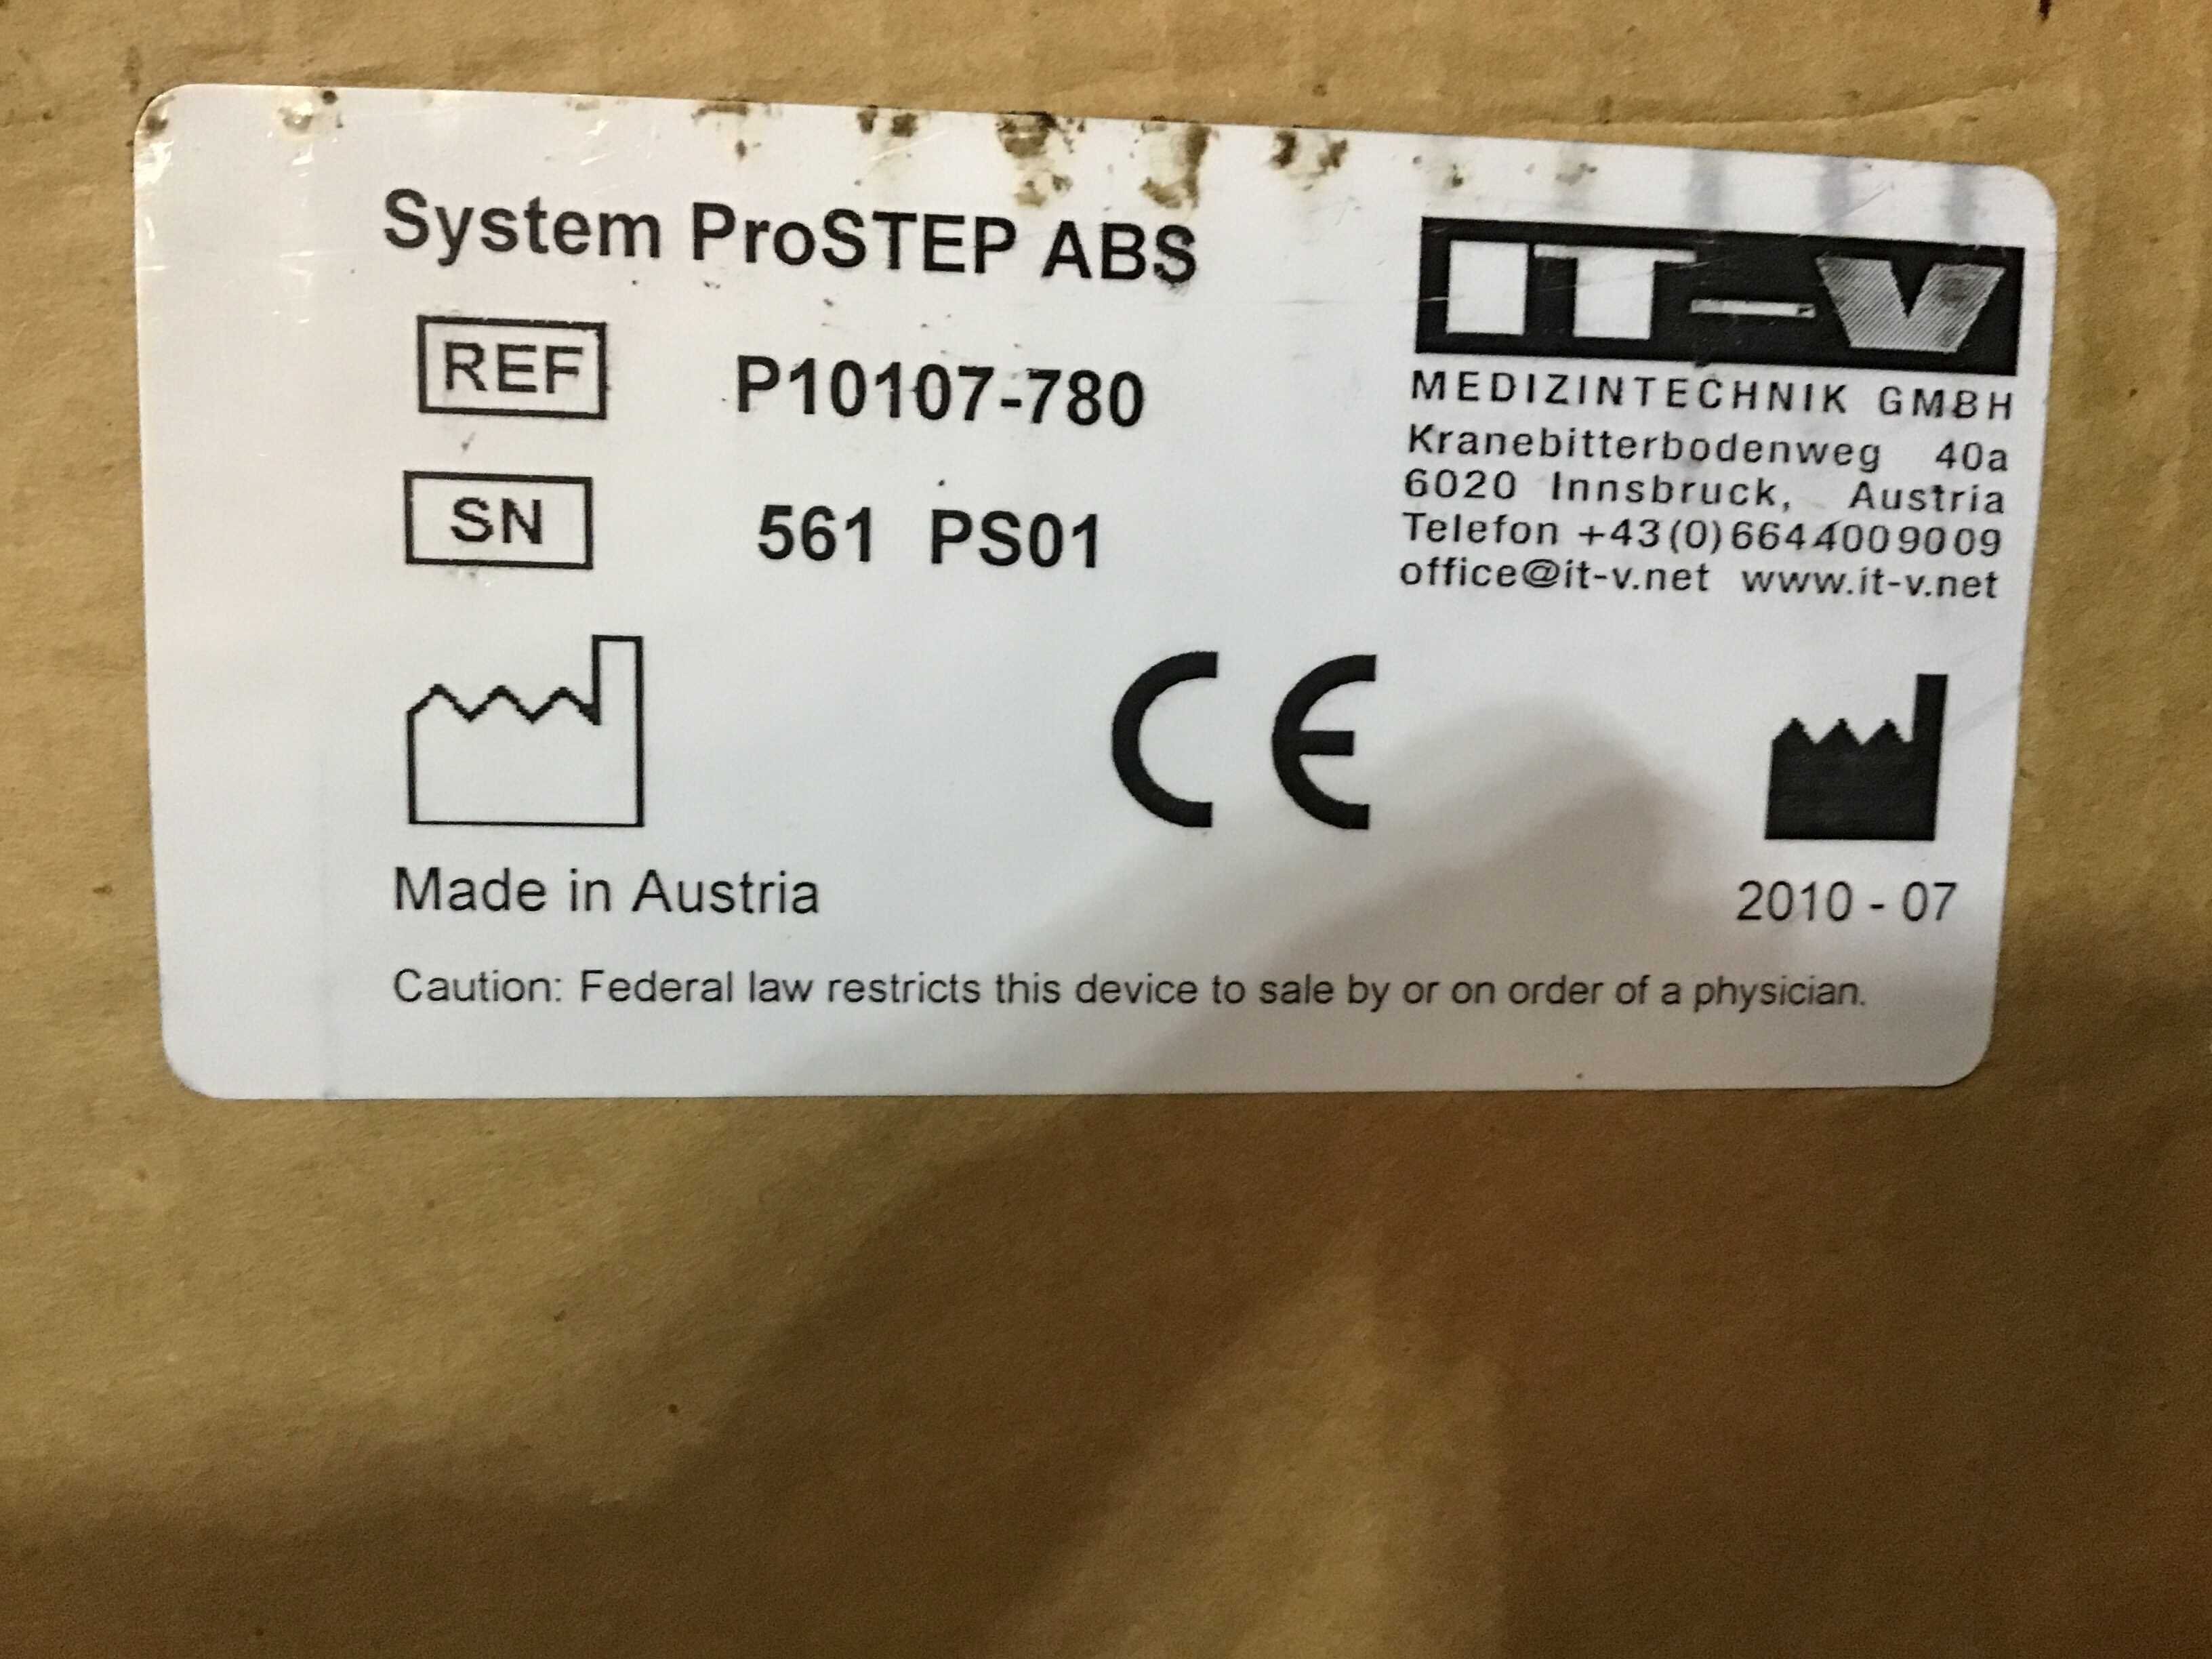 System ProSTEP ABS
REF P10107-780
SN 561 PS01
IT-V
MEDIZINTECHNIK GMBH
Kranebitterbodenweg 40a
6020 Innsbruck, Austria
Telefon +43(0)6644009009
office@it-v.net www.it-v.net
CE
Made in Austria
2010 - 07
Caution: Federal law restricts this device to sale by or on order of a physician.